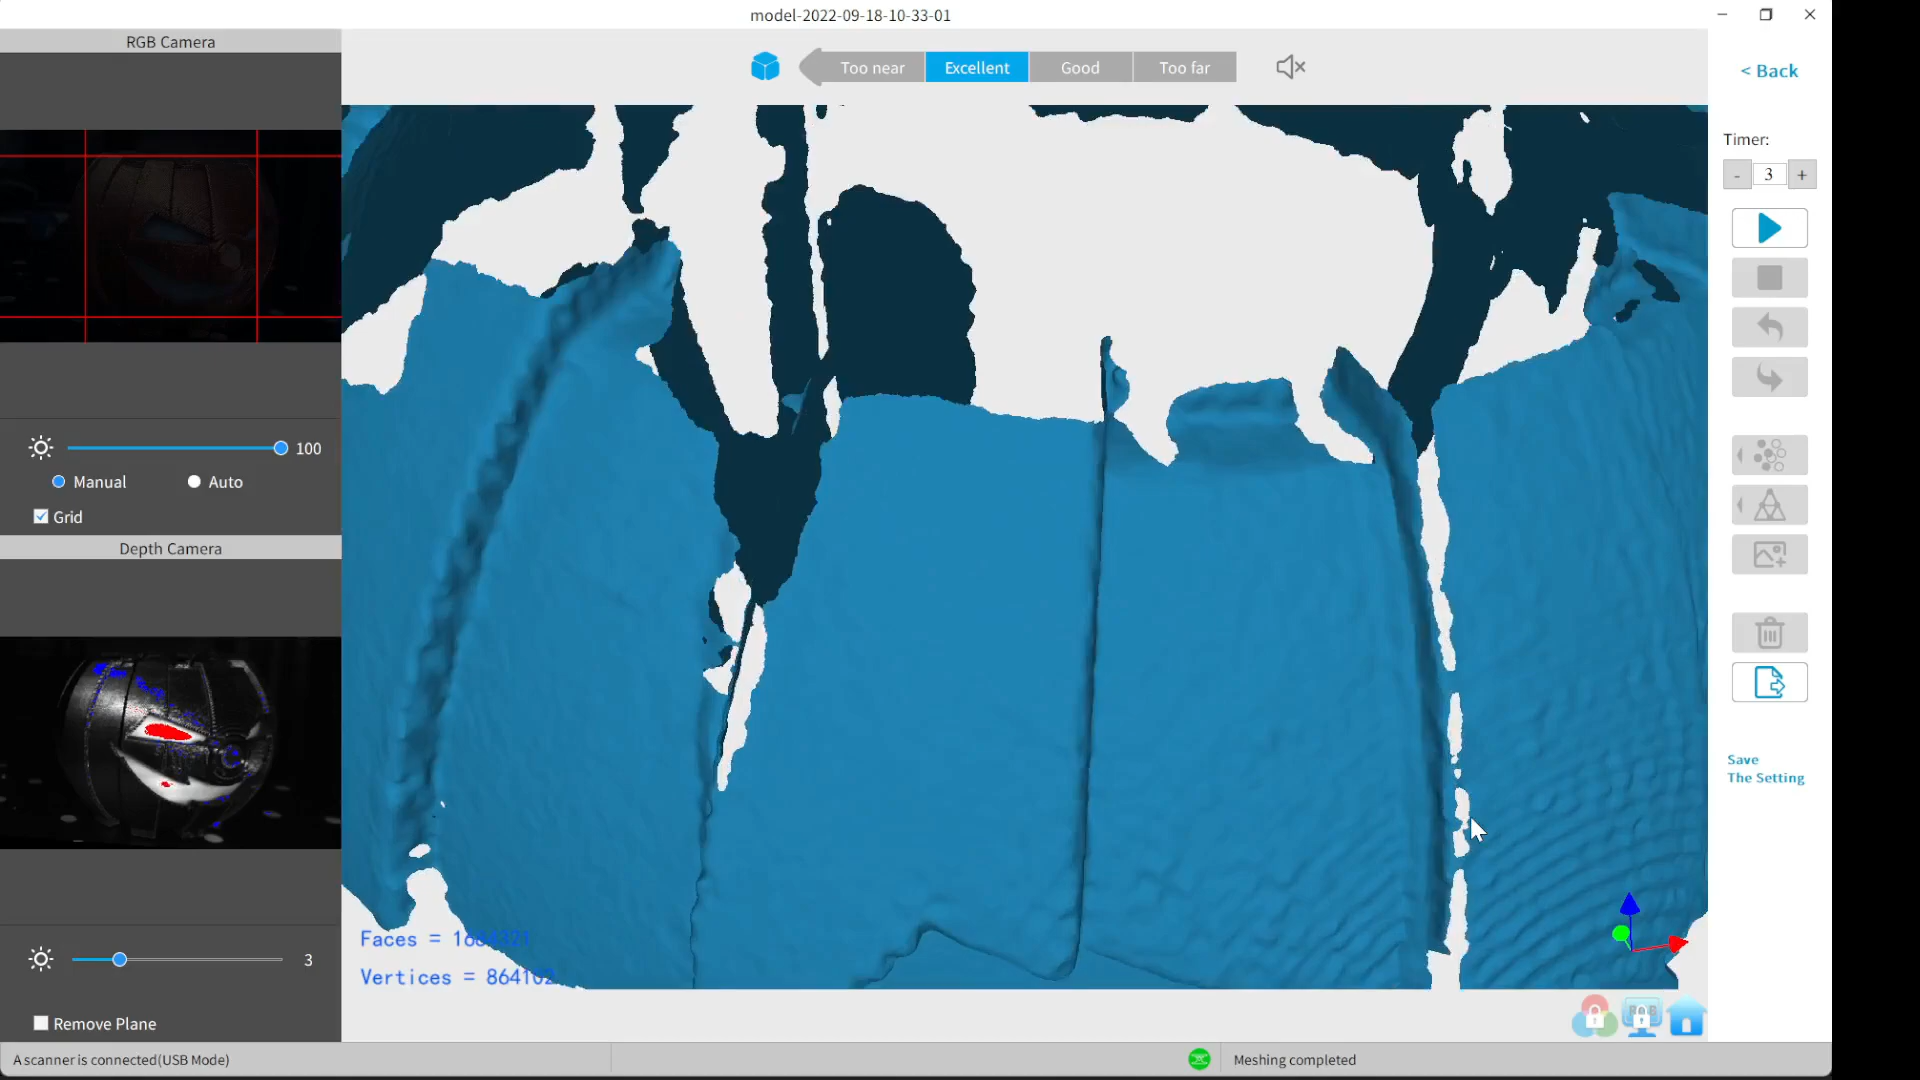 model-2022-09-18-10-33-01
RGB Camera
Too near
Excellent
Good
Too far
< Back
Timer:
- 3 +
100
Manual
Auto
Grid
Depth Camera
Save
The Setting
Faces = 1684321
Vertices = 864102
3
Remove Plane
A scanner is connected(USB Mode)
Meshing completed